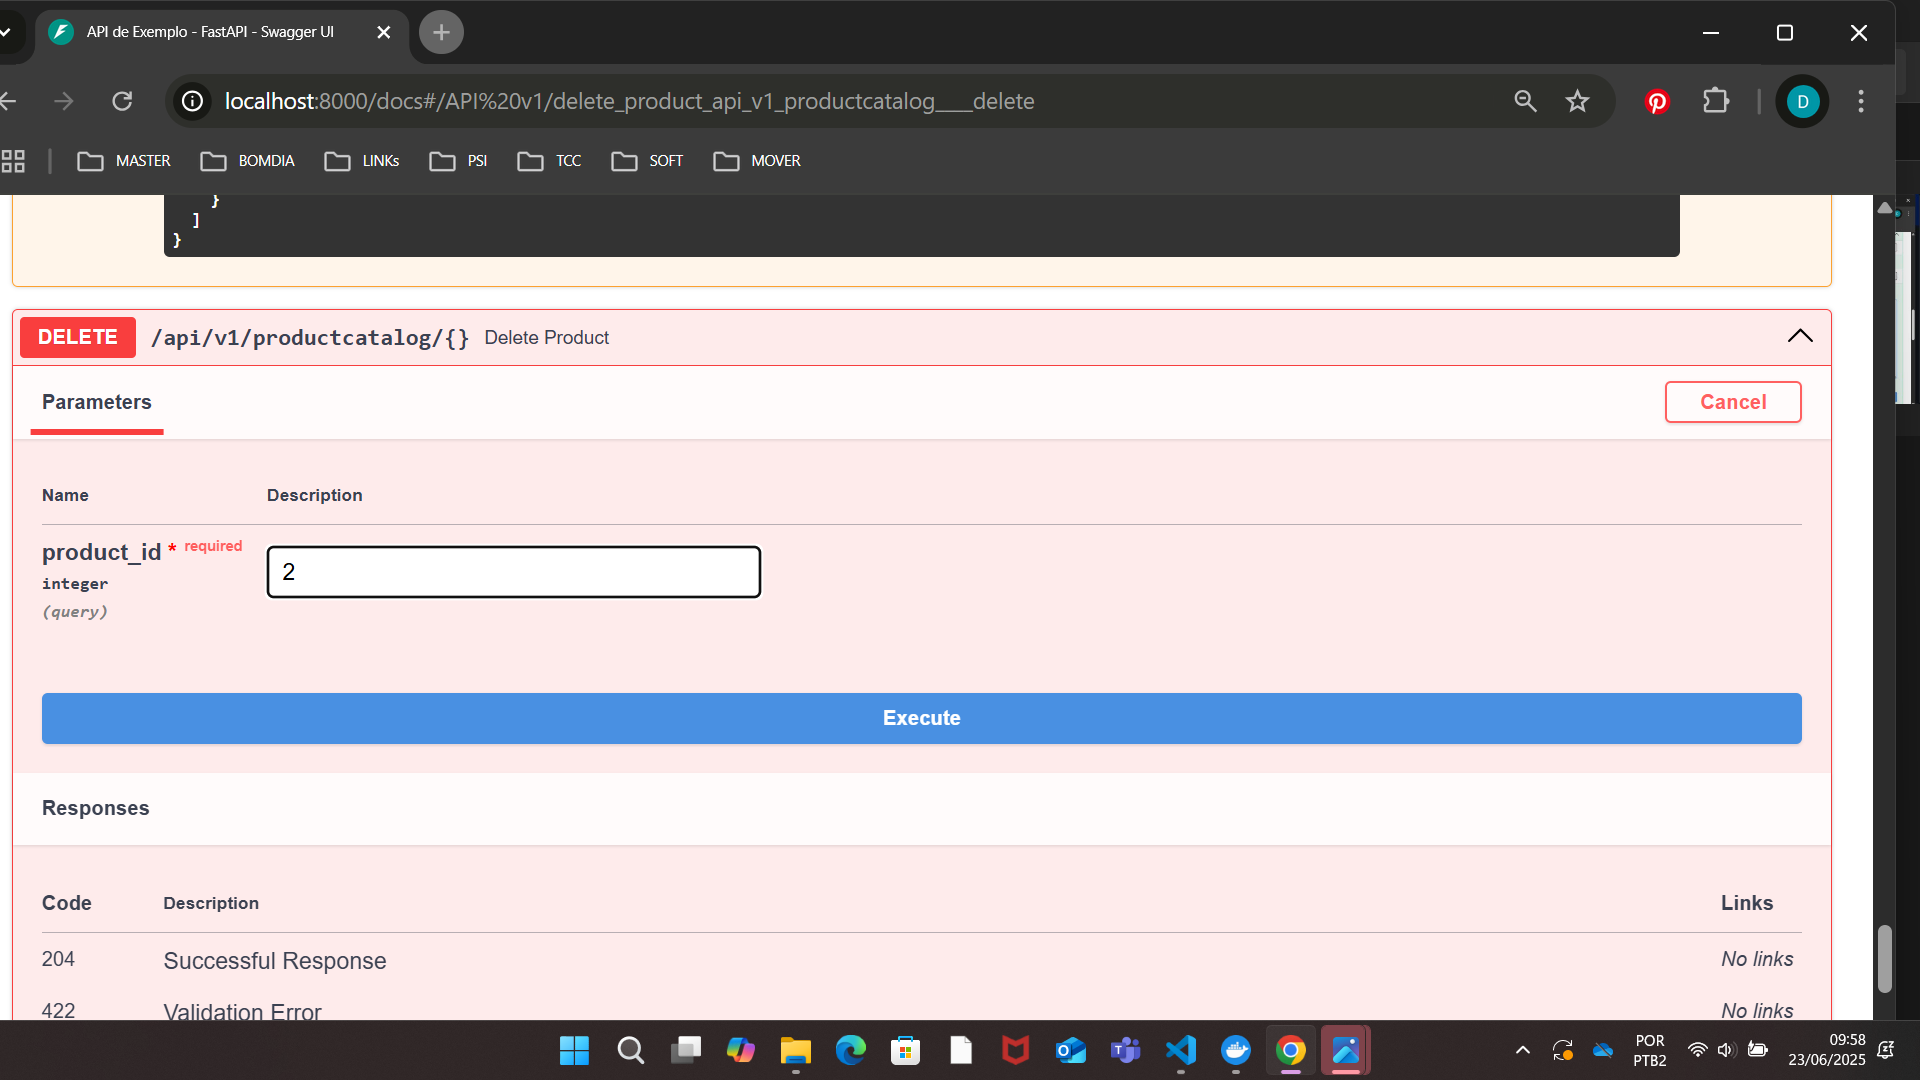 API de Exemplo - FastAPI - Swagger UI
localhost:8000/docs#/API%20v1/delete_product_api_v1_productcatalog____delete
D
MASTER BOMDIA LINKs PSI TCC SOFT MOVER
}
]
}
DELETE /api/v1/productcatalog/{} Delete Product
Parameters
Cancel
Name Description
product_id * required
integer
(query)
2
Execute
Responses
Code Description Links
204 Successful Response No links
422 Validation Error No links
POR
PTB2
09:58
23/06/2025